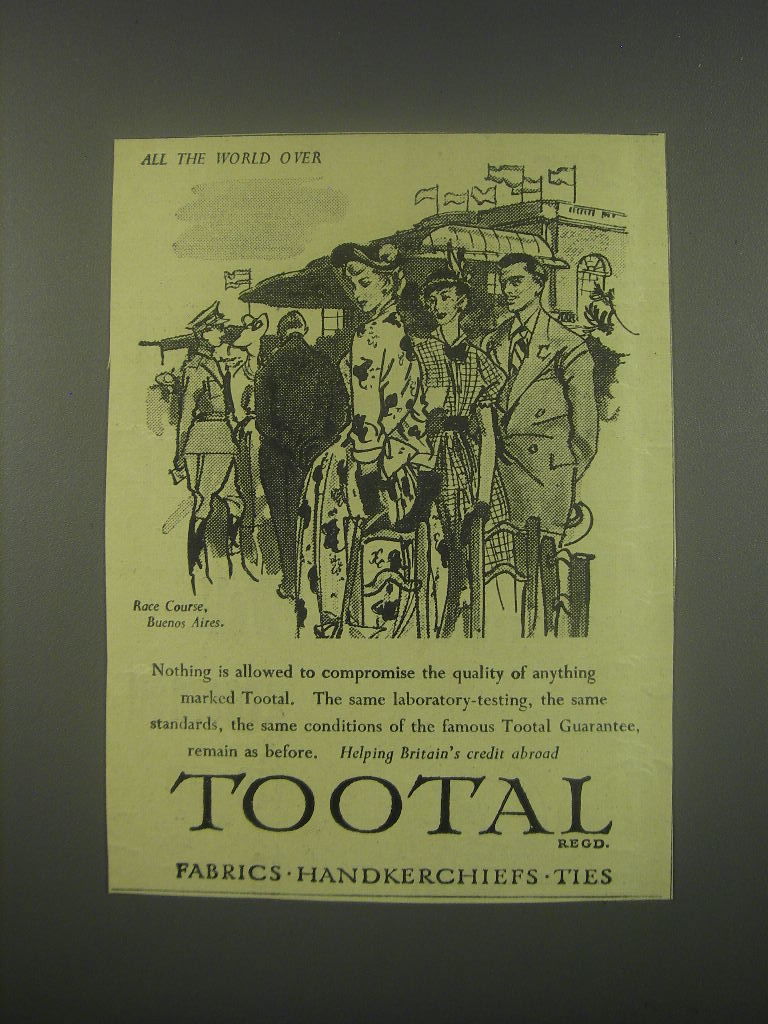 ALL THE WORLD OVER
Race Course,
Buenos Aires.
Nothing is allowed to compromise the quality of anything
marked Tootal. The same laboratory-testing, the same
standards, the same conditions of the famous Tootal Guarantee,
remain as before. Helping Britain's credit abroad
TOOTAL
REGD.
FABRICS · HANDKERCHIEFS · TIES